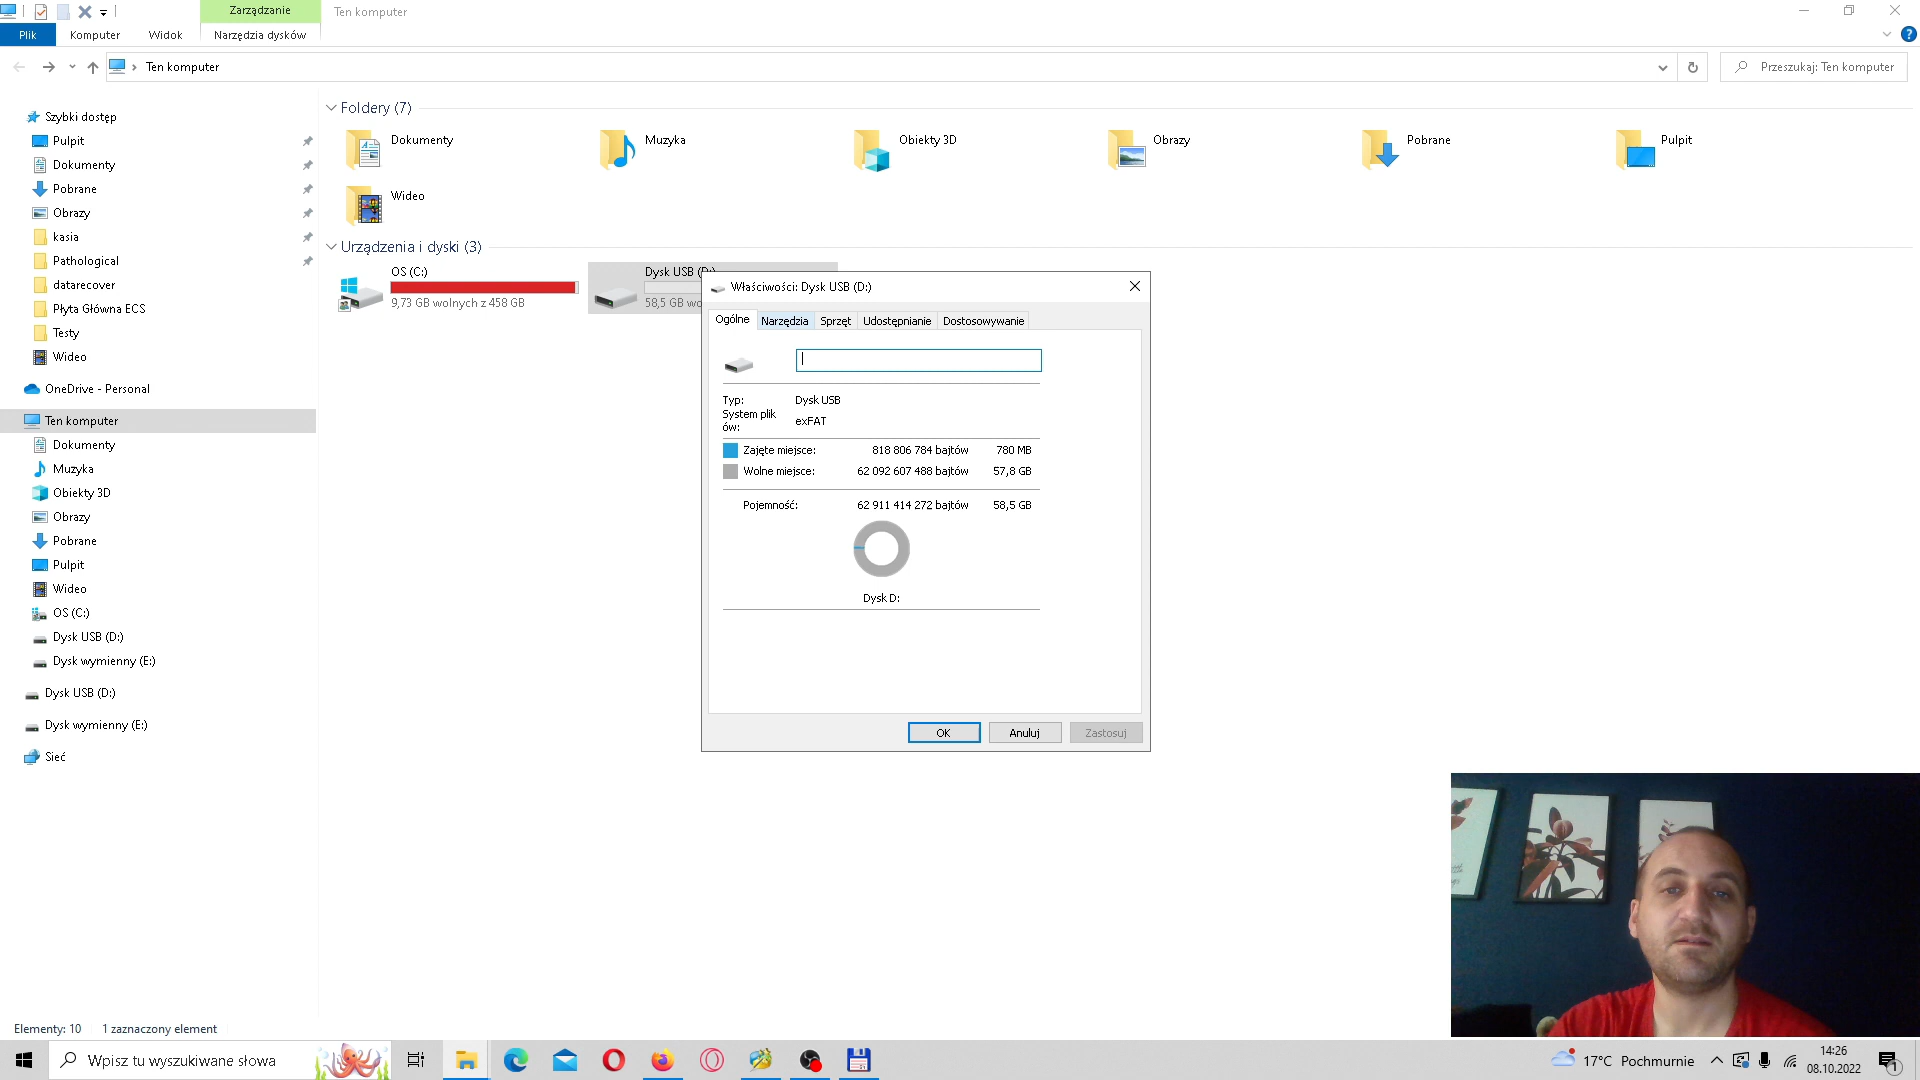 Zarządzanie
Ten komputer
Plik
Komputer
Widok
Narzędzia dysków
Ten komputer
Przeszukaj: Ten komputer
Szybki dostęp
Pulpit
Dokumenty
Pobrane
Obrazy
kasia
Pathological
datarecover
Płyta Główna ECS
Testy
Wideo
OneDrive - Personal
Ten komputer
Dokumenty
Muzyka
Obiekty 3D
Obrazy
Pobrane
Pulpit
Wideo
OS (C:)
Dysk USB (D:)
Dysk wymienny (E:)
Dysk USB (D:)
Dysk wymienny (E:)
Sieć
Foldery (7)
Dokumenty
Muzyka
Obiekty 3D
Obrazy
Pobrane
Pulpit
Wideo
Urządzenia i dyski (3)
OS (C:)
9,73 GB wolnych z 458 GB
Dysk USB (D:)
58,5 GB wo
Właściwości: Dysk USB (D:)
Ogólne
Narzędzia
Sprzęt
Udostępnianie
Dostosowywanie
Typ: Dysk USB
System plik
ów: exFAT
Zajęte miejsce: 818 806 784 bajtów 780 MB
Wolne miejsce: 62 092 607 488 bajtów 57,8 GB
Pojemność: 62 911 414 272 bajtów 58,5 GB
Dysk D:
OK
Anuluj
Zastosuj
Elementy: 10
1 zaznaczony element
Wpisz tu wyszukiwane słowa
17°C Pochmurnie
14:26
08.10.2022
1